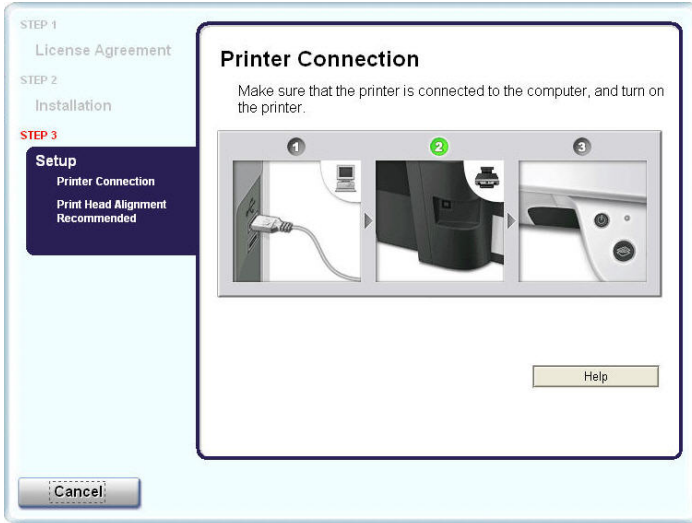 STEP 1
License Agreement
STEP 2
Installation
STEP 3
Setup
Printer Connection
Print Head Alignment
Recommended
Printer Connection
Make sure that the printer is connected to the computer, and turn on
the printer.
1
2
3
Help
Cancel